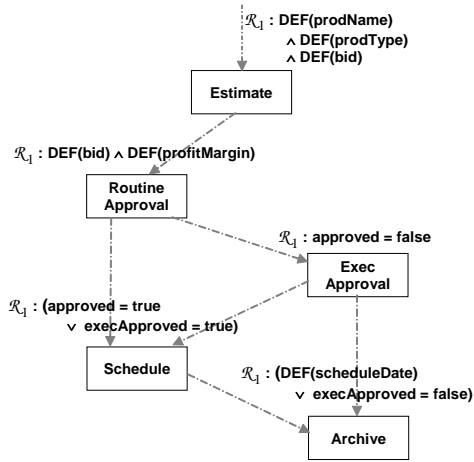 ℛ₁ : DEF(prodName)
∧ DEF(prodType)
∧ DEF(bid)
Estimate
ℛ₁ : DEF(bid) ∧ DEF(profitMargin)
Routine
Approval
ℛ₁ : approved = false
Exec
Approval
ℛ₁ : (approved = true
∨ execApproved = true)
Schedule
ℛ₁ : (DEF(scheduleDate)
∨ execApproved = false)
Archive